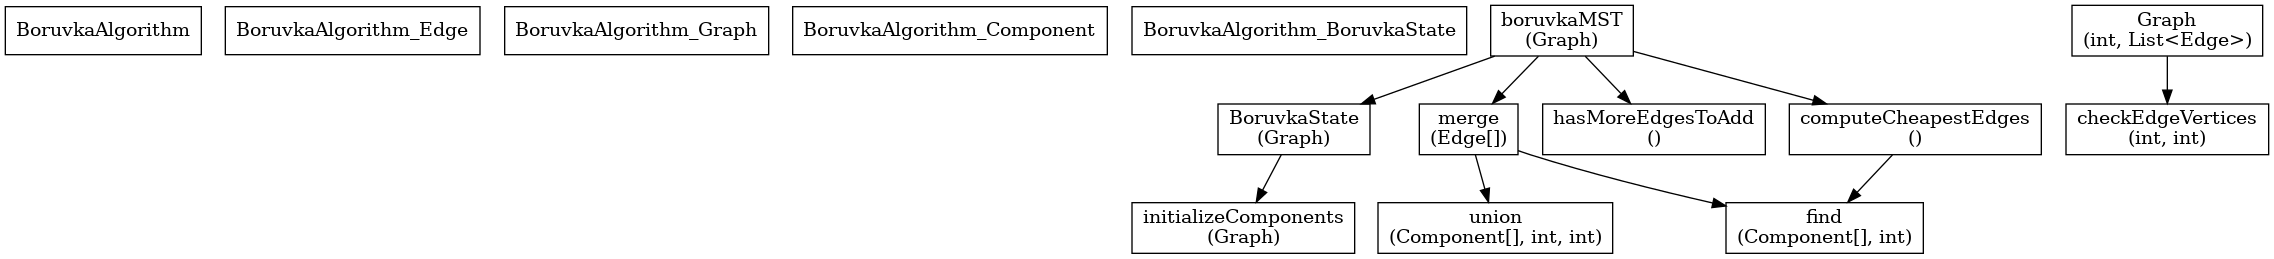 BoruvkaAlgorithm
BoruvkaAlgorithm_Edge
BoruvkaAlgorithm_Graph
BoruvkaAlgorithm_Component
BoruvkaAlgorithm_BoruvkaState
boruvkaMST
(Graph)
Graph
(int, List<Edge>)
BoruvkaState
(Graph)
merge
(Edge[])
hasMoreEdgesToAdd
()
computeCheapestEdges
()
checkEdgeVertices
(int, int)
initializeComponents
(Graph)
union
(Component[], int, int)
find
(Component[], int)